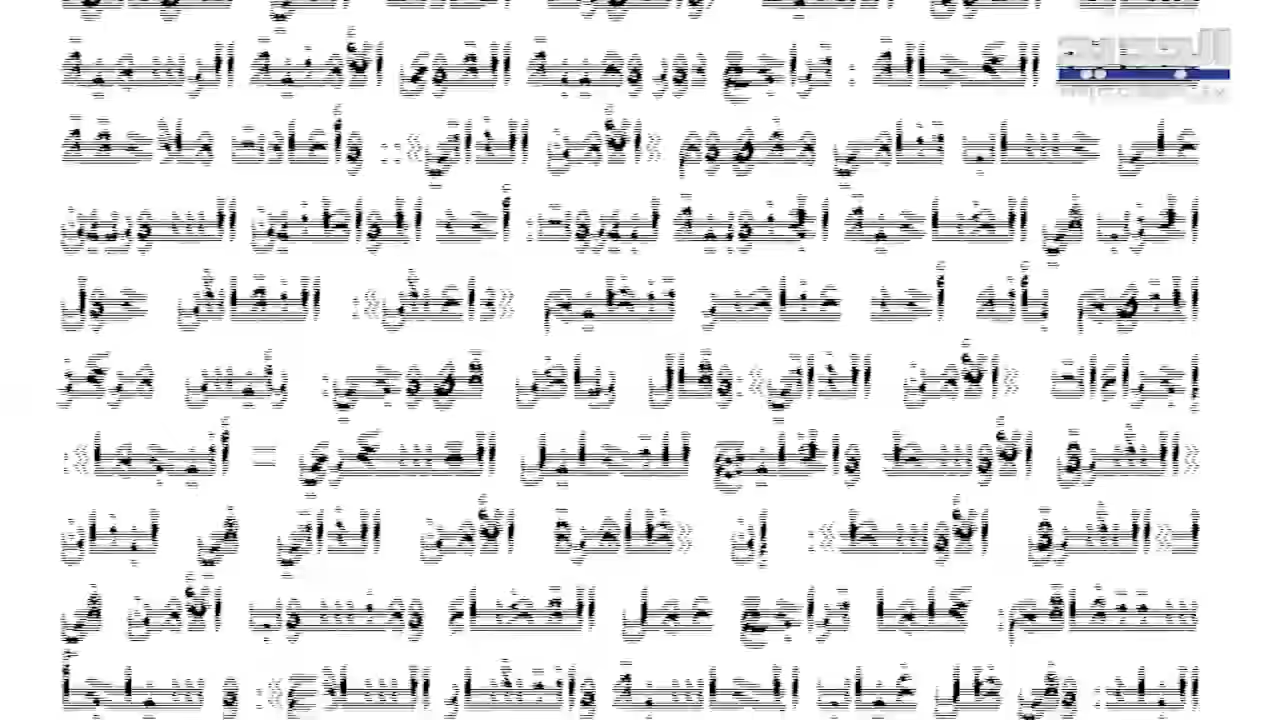 الجديد
الكحالة : تراجع دور وهيبة القوى الأمنية الرسمية
على حساب تنامي مفهوم «الأمن الذاتي».: وأعادت ملاحقة
الحزب في الضاحية الجنوبية لبيروت: أحد المواطنين السوريين
المتهم بأنه أحد عناصر تنظيم «داعش»: النقاش حول
إجراءات «الأمن الذاتي».:وقال رياض قهوجي: رئيس مركز
«الشرق الأوسط والخليج للتحليل العسكري = أنيجما»:
لـ«الشرق الأوسط»: إن «ظاهرة الأمن الذاتي في لبنان
ستتفاقم: كلما تراجع عمل القضاء ومنسوب الأمن في
البلد: وفي ظل غياب المحاسبة وانتشار السلاح»: و سيلجأ